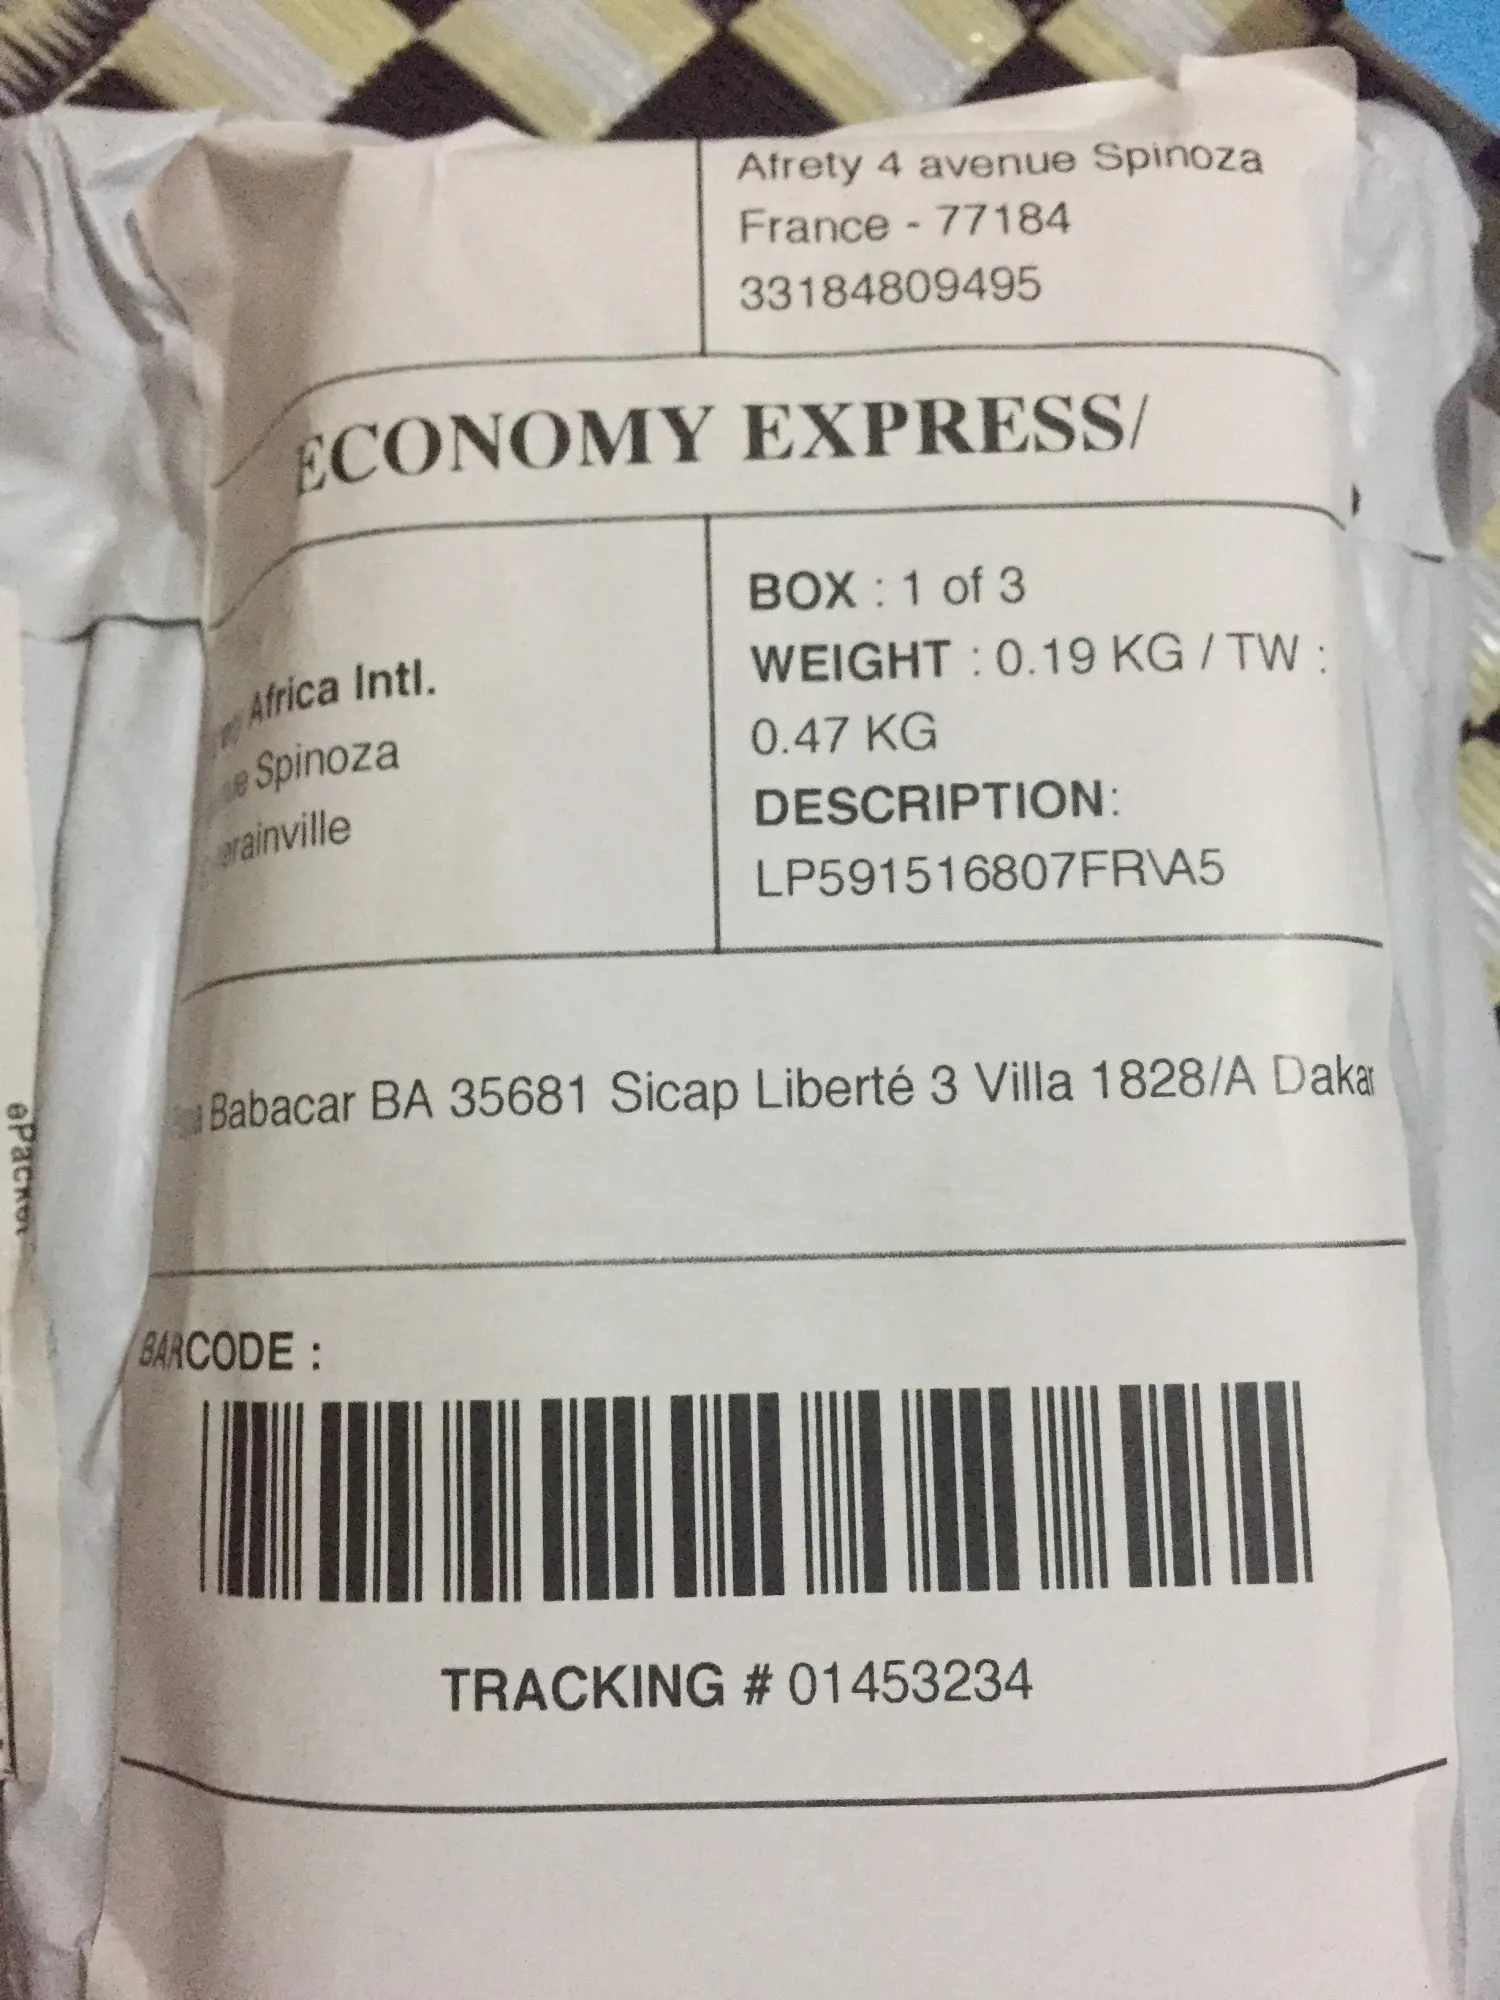 Afrety 4 avenue Spinoza
France - 77184
33184809495
ECONOMY EXPRESS/
Africa Intl.
Spinoza
BOX : 1 of 3
WEIGHT : 0.19 KG / TW :
0.47 KG
DESCRIPTION:
LP591516807FR\A5
Babacar BA 35681 Sicap Liberté 3 Villa 1828/A Dakar
BARCODE :
TRACKING # 01453234
ePacket